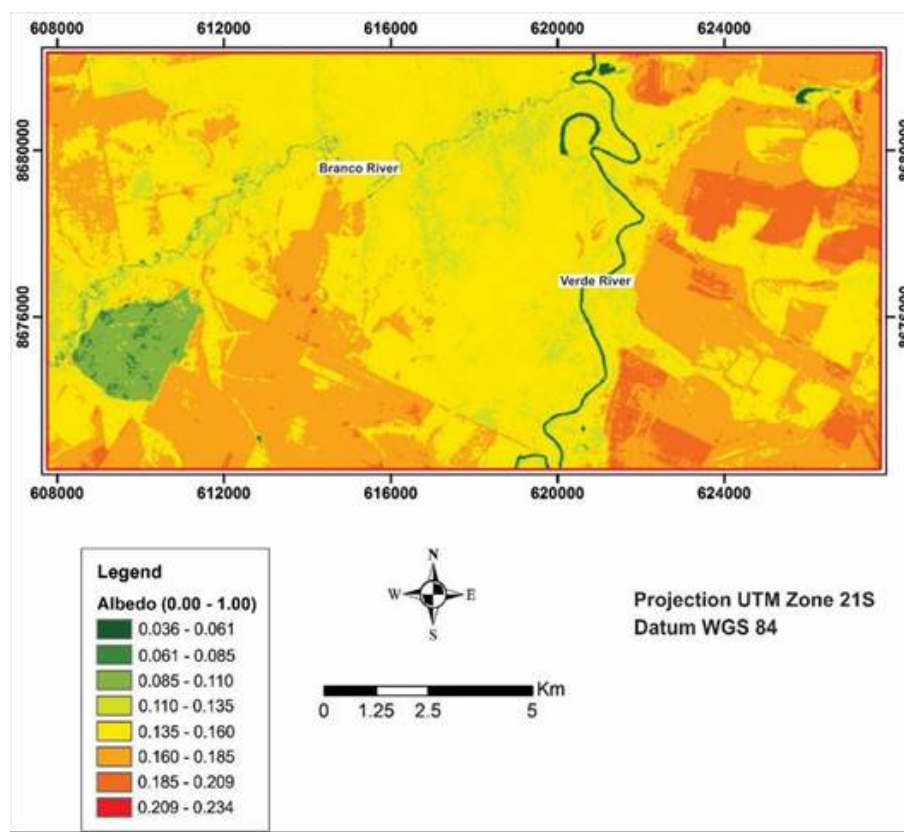 608000 612000 616000 620000 624000
8680000 8680000
Branco River
Verde River
8676000 8676000
608000 612000 616000 620000 624000
Legend
Albedo (0.00 - 1.00)
0.036 - 0.061
0.061 - 0.085
0.085 - 0.110
0.110 - 0.135
0.135 - 0.160
0.160 - 0.185
0.185 - 0.209
0.209 - 0.234
N
W E
S
Km
0 1.25 2.5 5
Projection UTM Zone 21S
Datum WGS 84